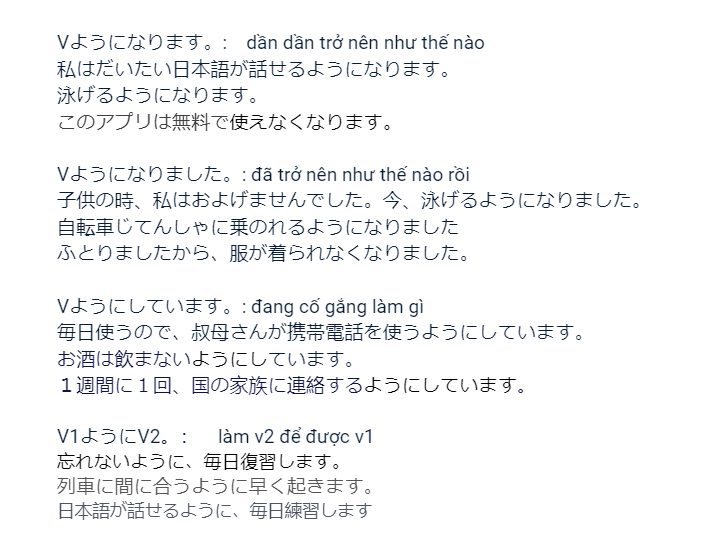 Vようになります。:　dần dần trở nên như thế nào
私はだいたい日本語が話せるようになります。
泳げるようになります。
このアプリは無料で使えなくなります。
Vようになりました。: đã trở nên như thế nào rồi
子供の時、私はおよげませんでした。今、泳げるようになりました。
自転車じてんしゃに乗のれるようになりました
ふとりましたから、服が着られなくなりました。
Vようにしています。: đang cố gắng làm gì
毎日使うので、叔母さんが携帯電話を使うようにしています。
お酒は飲まないようにしています。
１週間に１回、国の家族に連絡するようにしています。
V1ようにV2。：　làm v2 để được v1
忘れないように、毎日復習します。
列車に間に合うように早く起きます。
日本語が話せるように、毎日練習します